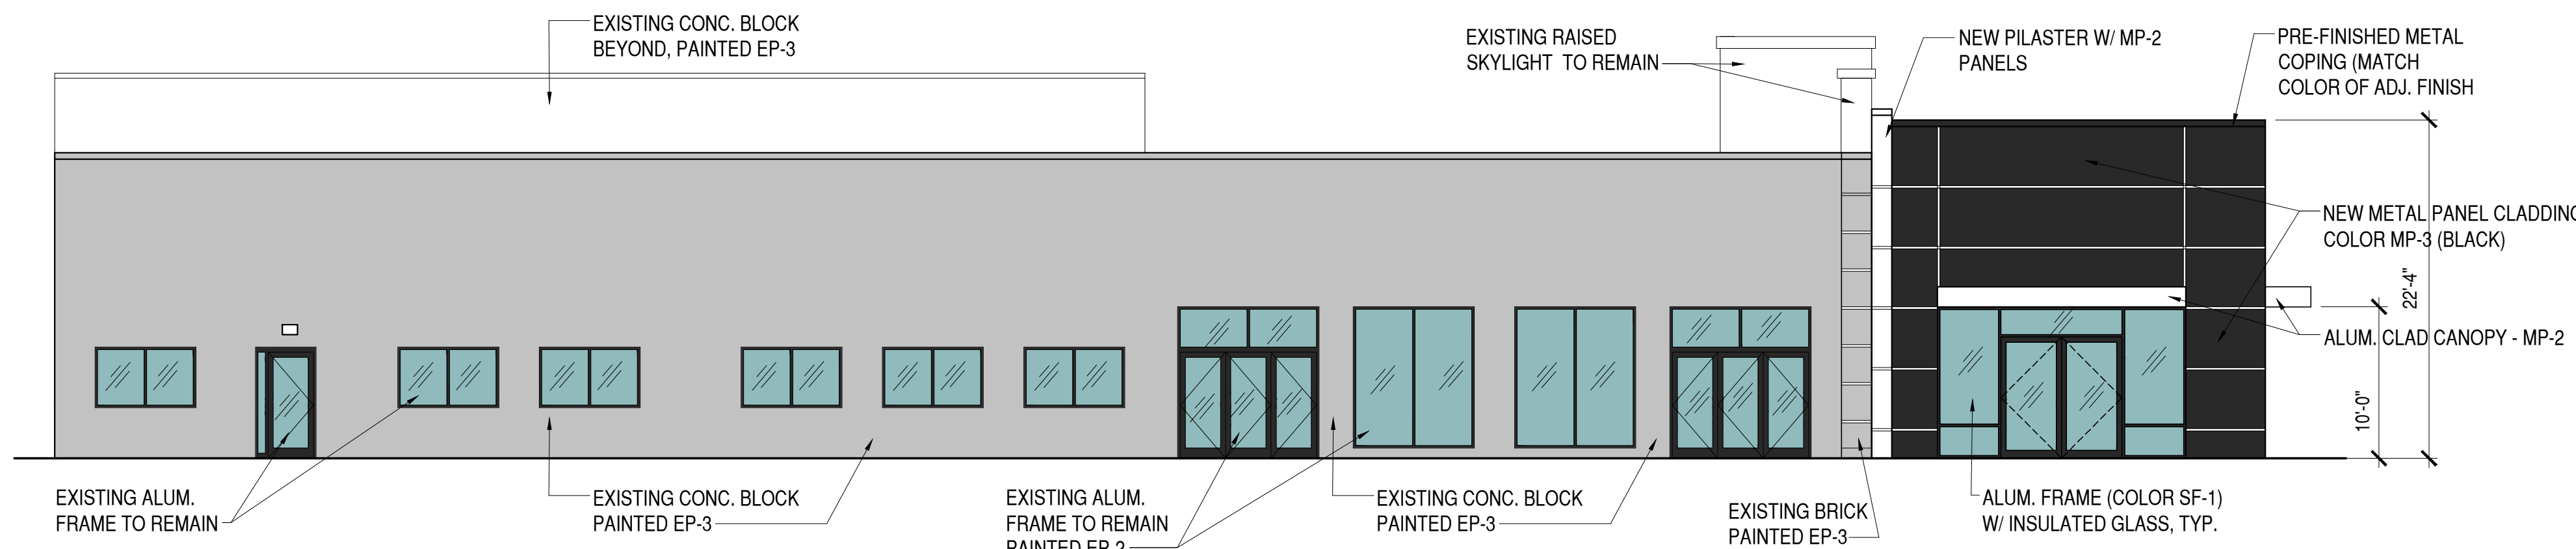 EXISTING CONC. BLOCK
BEYOND, PAINTED EP-3
EXISTING RAISED
SKYLIGHT TO REMAIN
NEW PILASTER W/ MP-2
PANELS
PRE-FINISHED METAL
COPING (MATCH
COLOR OF ADJ. FINISH
NEW METAL PANEL CLADDING
COLOR MP-3 (BLACK)
22'-4"
ALUM. CLAD CANOPY - MP-2
10'-0"
EXISTING ALUM.
FRAME TO REMAIN
EXISTING CONC. BLOCK
PAINTED EP-3
EXISTING ALUM.
FRAME TO REMAIN
PAINTED EP-2
EXISTING CONC. BLOCK
PAINTED EP-3
EXISTING BRICK
PAINTED EP-3
ALUM. FRAME (COLOR SF-1)
W/ INSULATED GLASS, TYP.